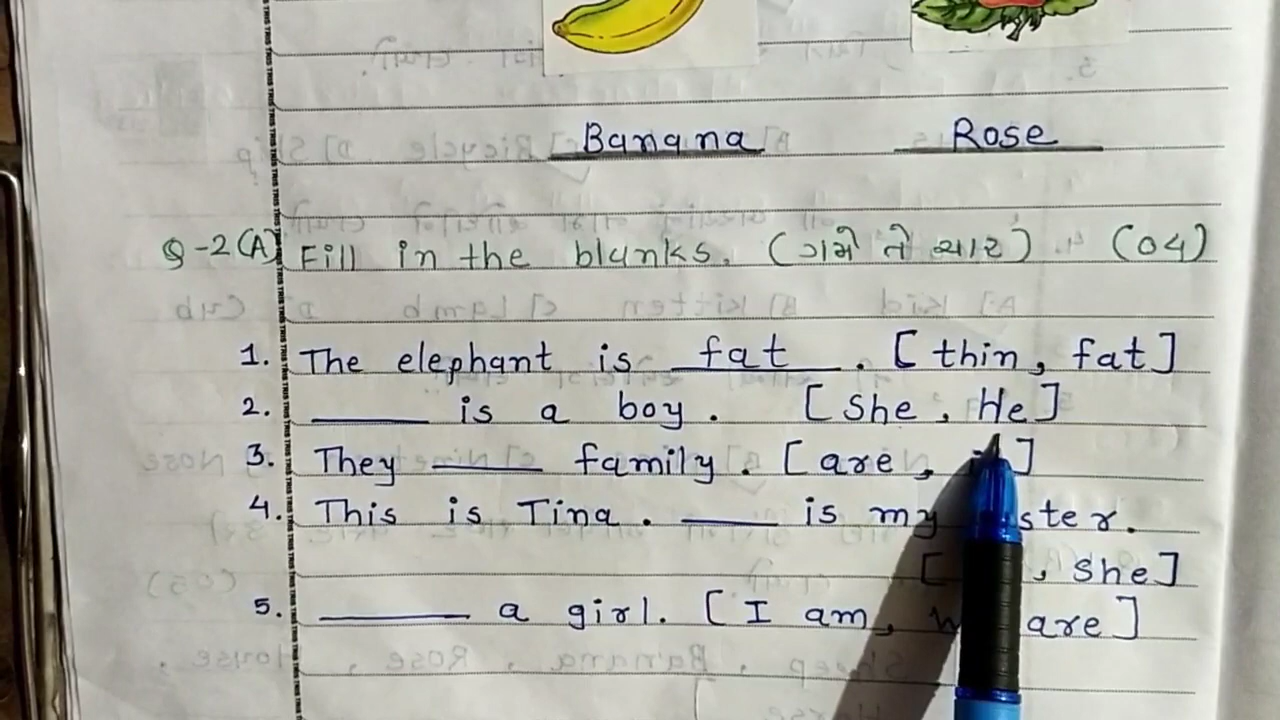 Banana Rose
Q-2(A) Fill in the blanks. (ગમે તે ચાર) (04)
1. The elephant is fat. [thin, fat]
2. ____ is a boy. [She, He]
3. They ____ family. [are, ]
4. This is Tina. ____ is my
[ , She]
5. ____ a girl. [I am, are]